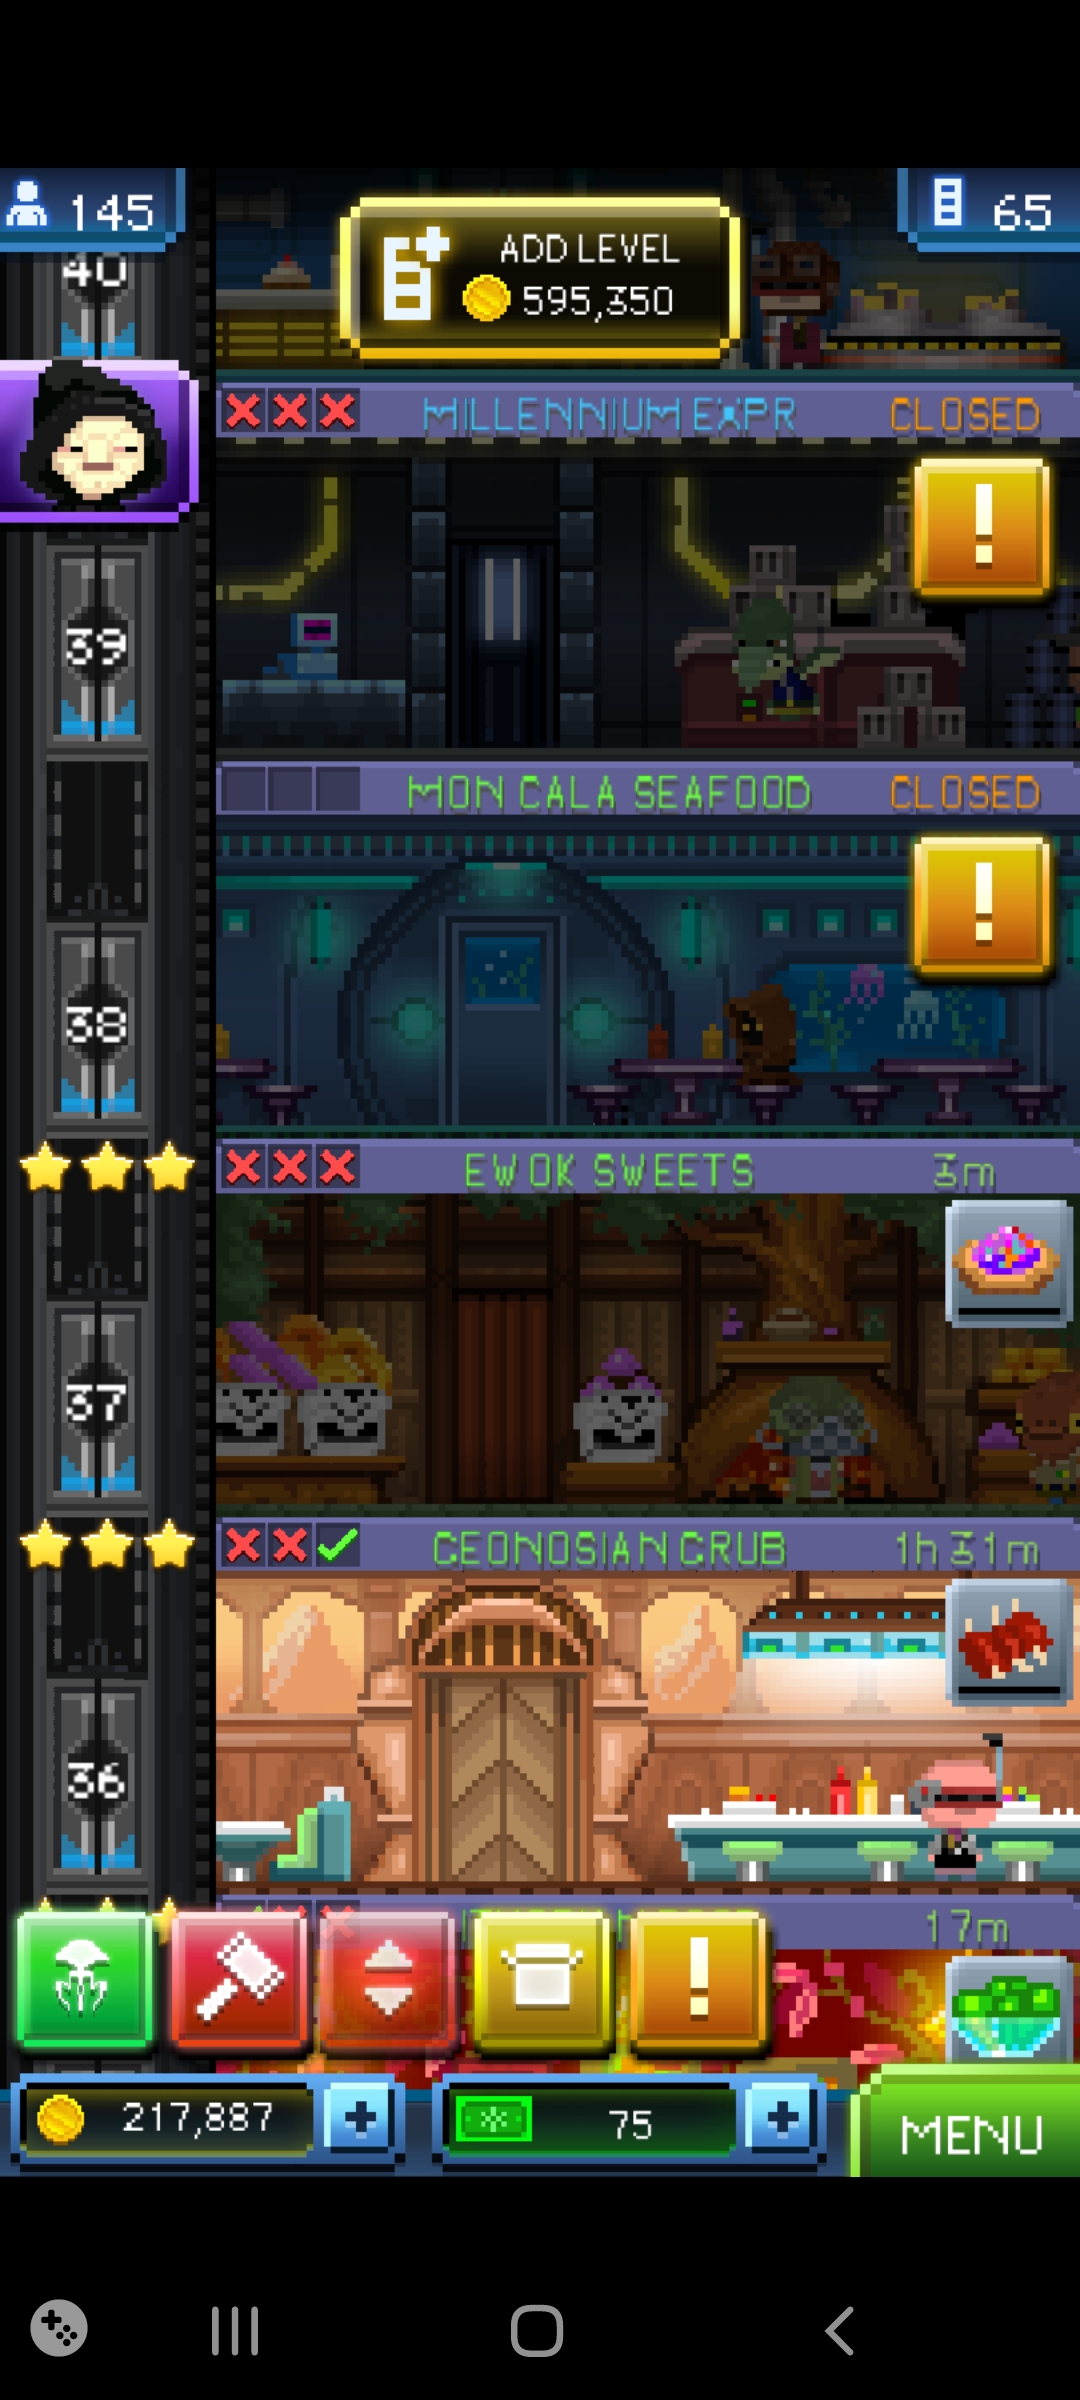 145
65
40
ADD LEVEL
595,350
MILLENNIUM EXPR
CLOSED
39
MON CALA SEAFOOD
CLOSED
38
EWOK SWEETS
3m
37
GEONOSIAN GRUB
1h 31m
36
17m
217,887
75
MENU